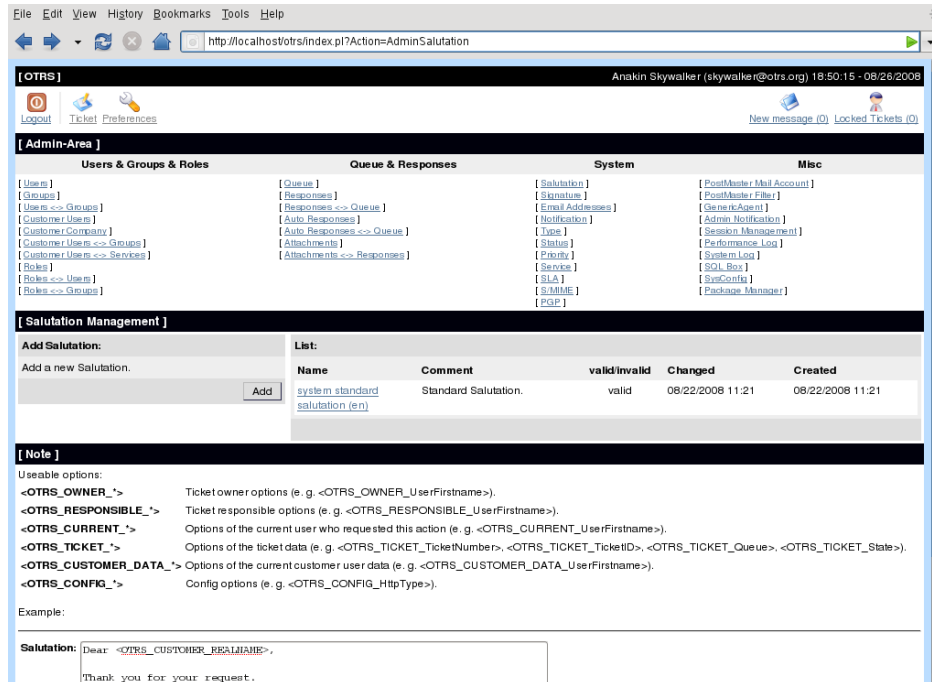 File Edit View History Bookmarks Tools Help
http://localhost/otrs/index.pl?Action=AdminSalutation
[ OTRS ] Anakin Skywalker (skywalker@otrs.org) 18:50:15 - 08/26/2008
Logout Ticket Preferences New message (0) Locked Tickets (0)
[ Admin-Area ]
Users & Groups & Roles Queue & Responses System Misc
[ Users ] [ Queue ] [ Salutation ] [ PostMaster Mail Account ]
[ Groups ] [ Responses ] [ Signature ] [ PostMaster Filter ]
[ Users <-> Groups ] [ Responses <-> Queue ] [ Email Addresses ] [ GenericAgent ]
[ Customer Users ] [ Auto Responses ] [ Notification ] [ Admin Notification ]
[ Customer Company ] [ Auto Responses <-> Queue ] [ Type ] [ Session Management ]
[ Customer Users <-> Groups ] [ Attachments ] [ Status ] [ Performance Log ]
[ Customer Users <-> Services ] [ Attachments <-> Responses ] [ Priority ] [ System Log ]
[ Roles ] [ Service ] [ SQL Box ]
[ Roles <-> Users ] [ SLA ] [ SysConfig ]
[ Roles <-> Groups ] [ S/MIME ] [ Package Manager ]
[ PGP ]
[ Salutation Management ]
Add Salutation: List:
Add a new Salutation. Name Comment valid/invalid Changed Created
Add system standard Standard Salutation. valid 08/22/2008 11:21 08/22/2008 11:21
salutation (en)
[ Note ]
Useable options:
<OTRS_OWNER_*> Ticket owner options (e. g. <OTRS_OWNER_UserFirstname>).
<OTRS_RESPONSIBLE_*> Ticket responsible options (e. g. <OTRS_RESPONSIBLE_UserFirstname>).
<OTRS_CURRENT_*> Options of the current user who requested this action (e. g. <OTRS_CURRENT_UserFirstname>).
<OTRS_TICKET_*> Options of the ticket data (e. g. <OTRS_TICKET_TicketNumber>, <OTRS_TICKET_TicketID>, <OTRS_TICKET_Queue>, <OTRS_TICKET_State>).
<OTRS_CUSTOMER_DATA_*> Options of the current customer user data (e. g. <OTRS_CUSTOMER_DATA_UserFirstname>).
<OTRS_CONFIG_*> Config options (e. g. <OTRS_CONFIG_HttpType>).
Example:
Salutation: Dear <OTRS_CUSTOMER_REALNAME>,
Thank you for your request.